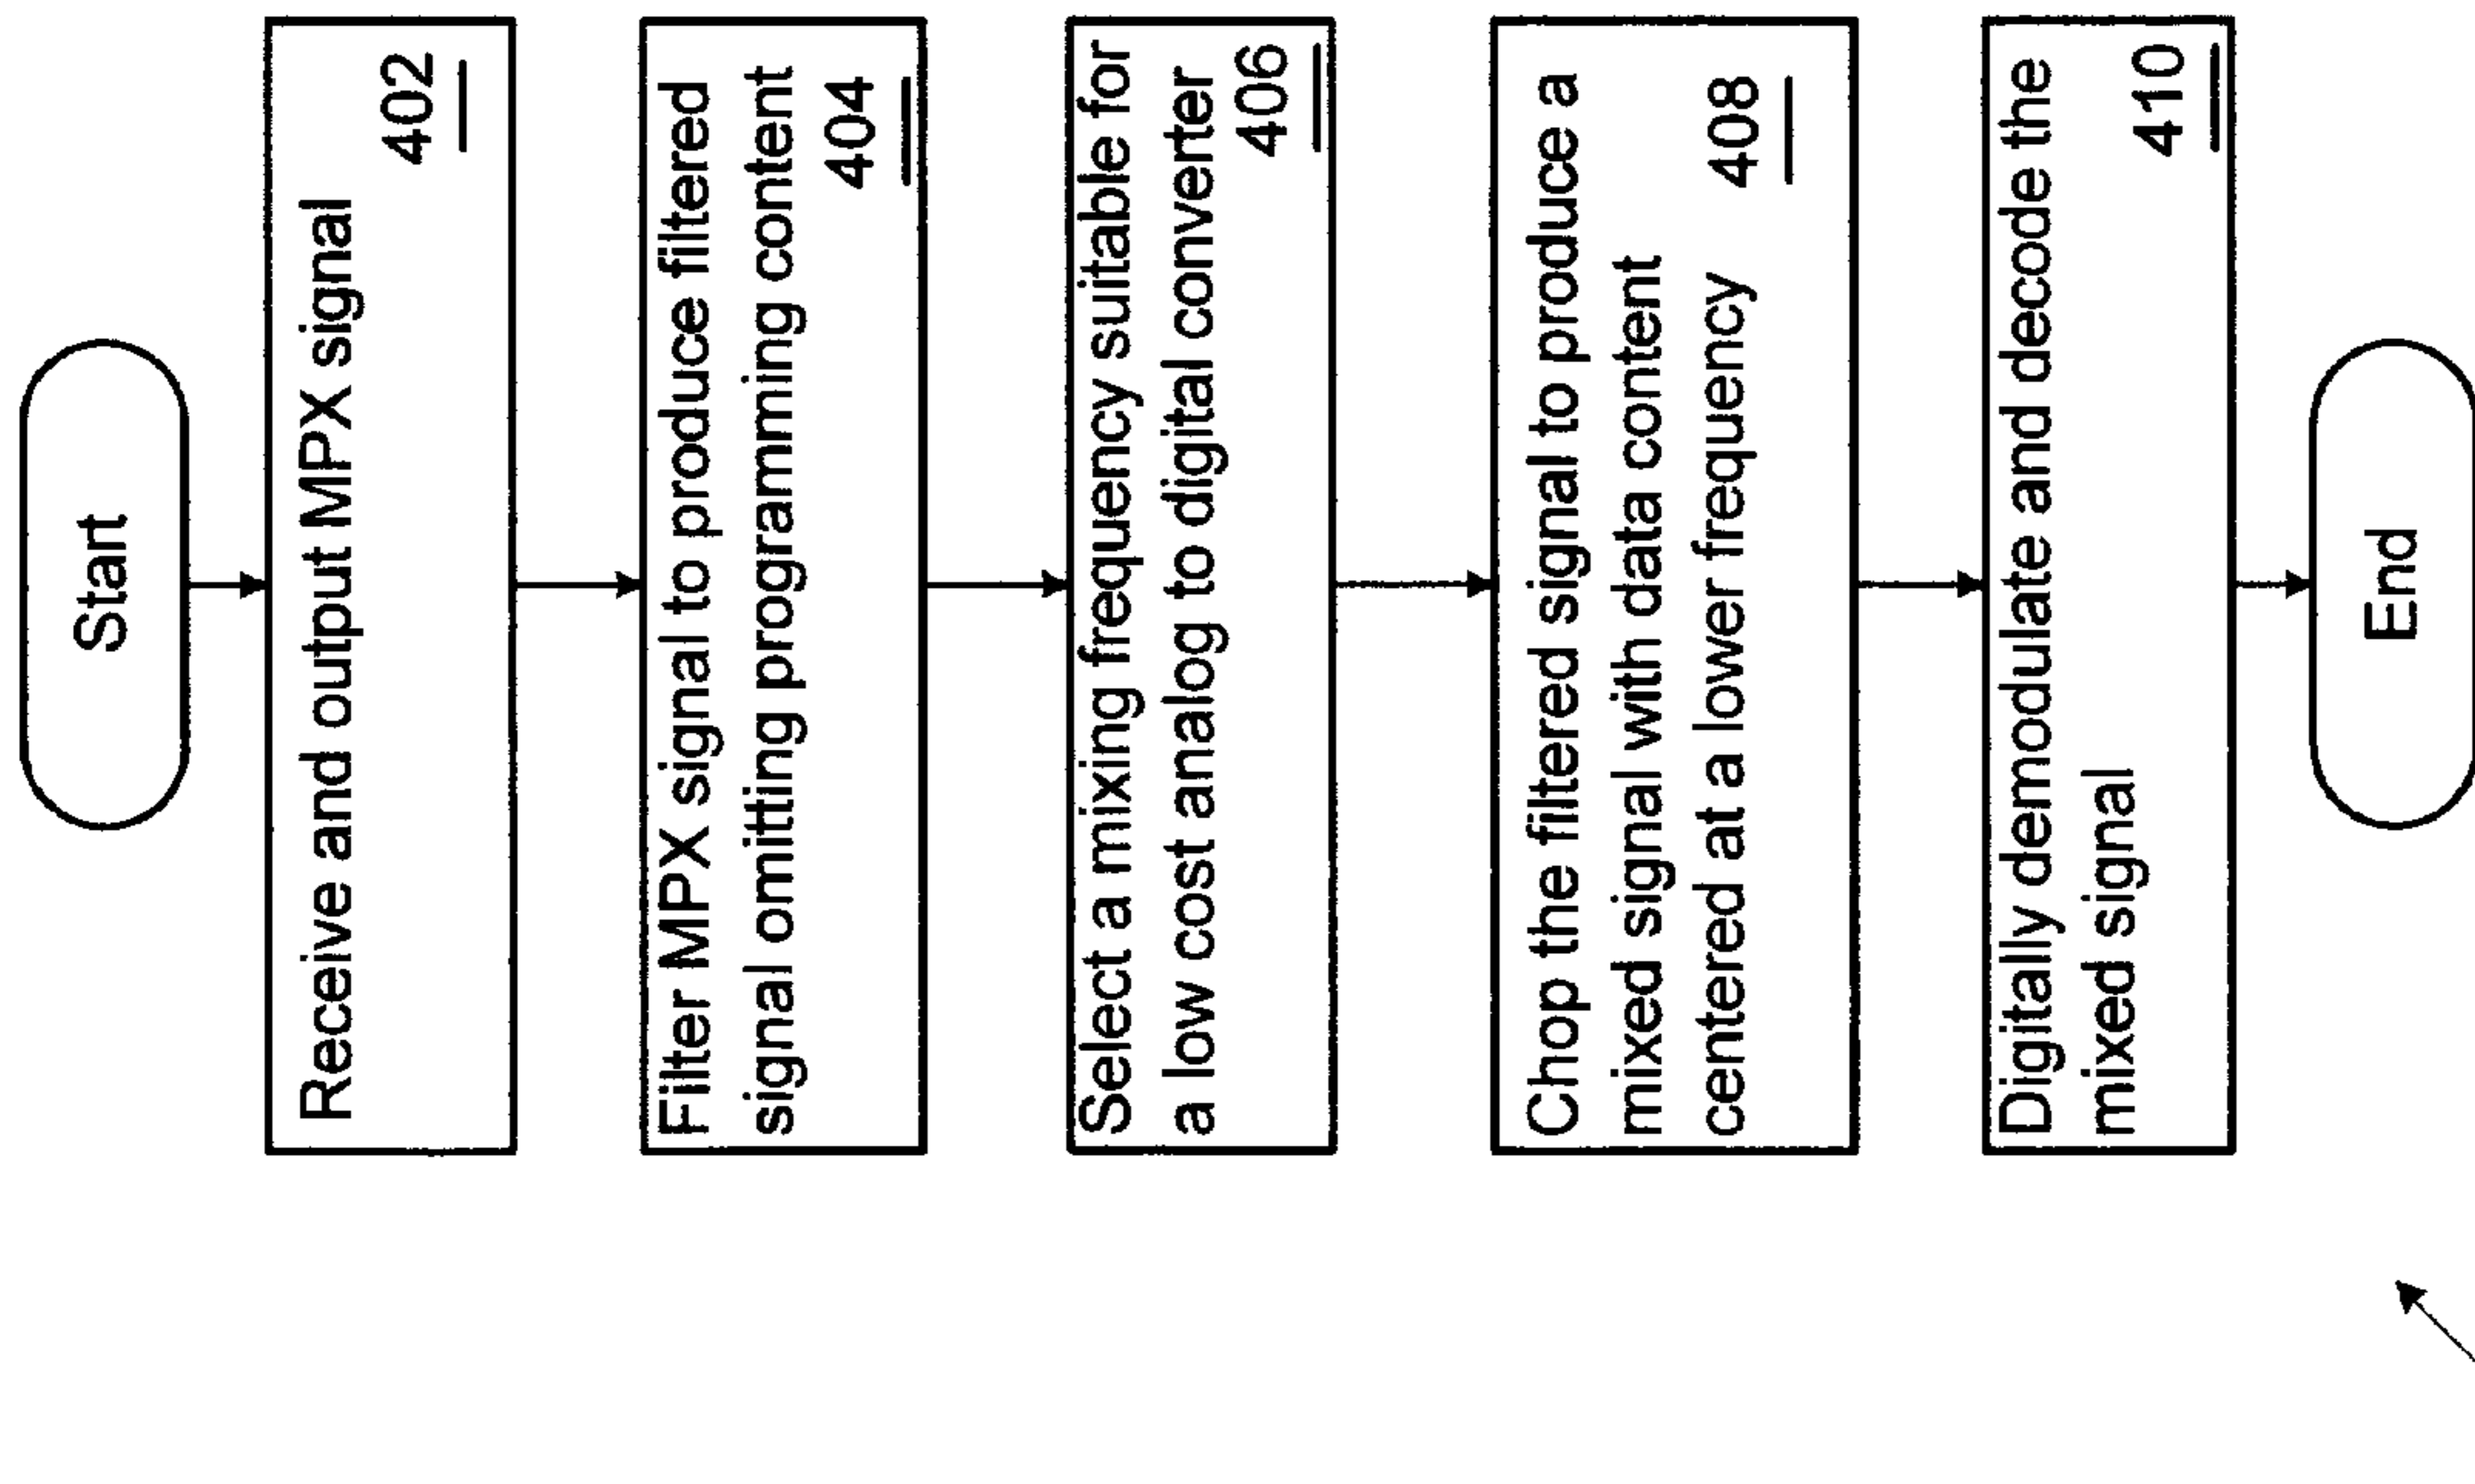 Start
Receive and output MPX signal
402
Filter MPX signal to produce filtered
signal omitting programming content
404
Select a mixing frequency suitable for
a low cost analog to digital converter
406
Chop the filtered signal to produce a
mixed signal with data content
centered at a lower frequency 408
Digitally demodulate and decode the
mixed signal
410
End